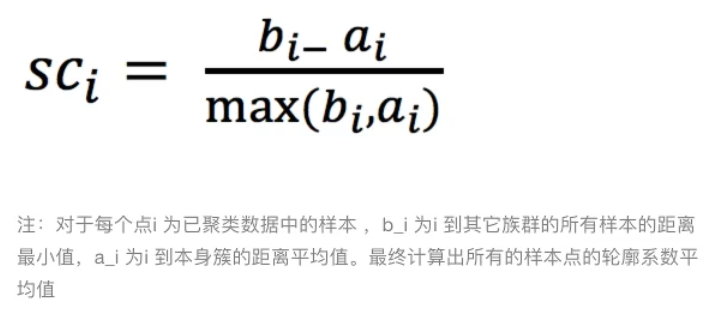 sc_i = (b_i − a_i) / max(b_i,a_i)
注：对于每个点i 为已聚类数据中的样本 ，b_i 为i 到其它族群的所有样本的距离
最小值，a_i 为i 到本身簇的距离平均值。最终计算出所有的样本点的轮廓系数平
均值